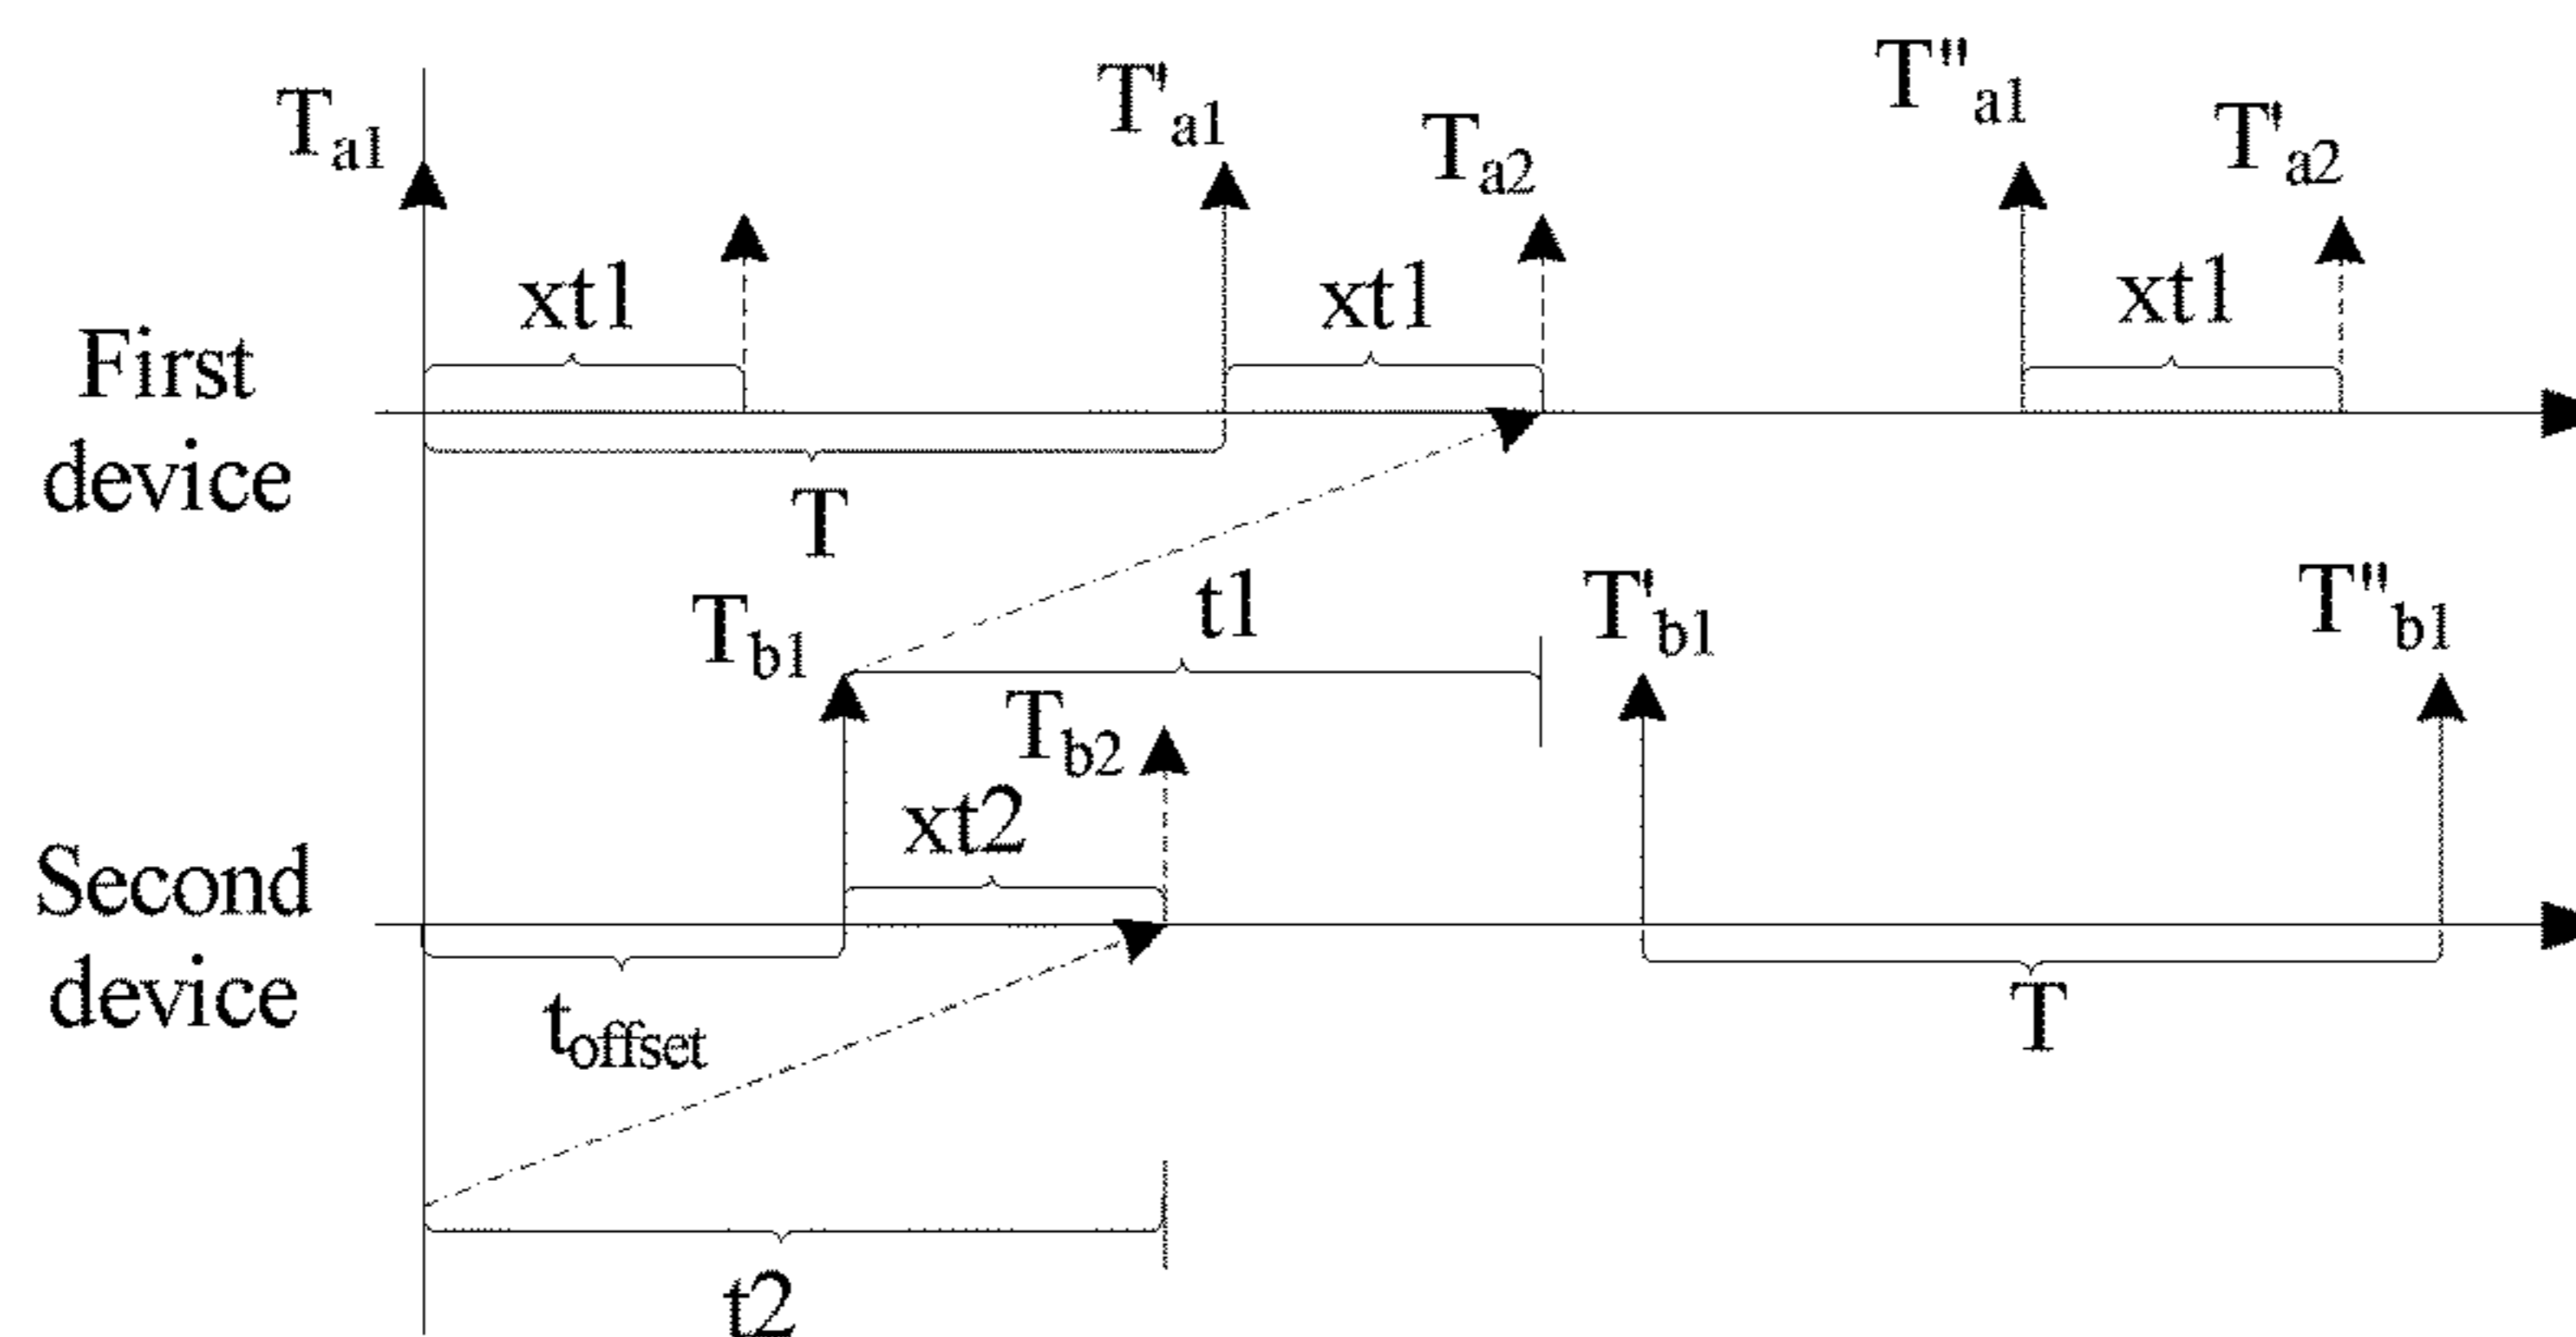 T"a1
T'a1
Ta1
T'a2
Ta2
xt1
xt1
xt1
First
device
T
t1
Tb1
T'b1
T"b1
Tb2
xt2
Second
device
toffset
T
t2